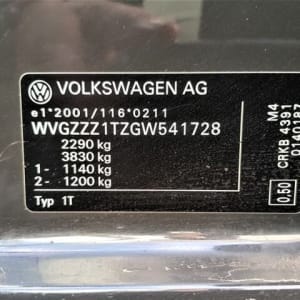 VOLKSWAGEN AG
e1*2001/116*0211
WVGZZZ1TZGW541728
2290 kg
3830 kg
1- 1140 kg
2- 1200 kg
Typ 1T
M4
CRKB 4391
0,50